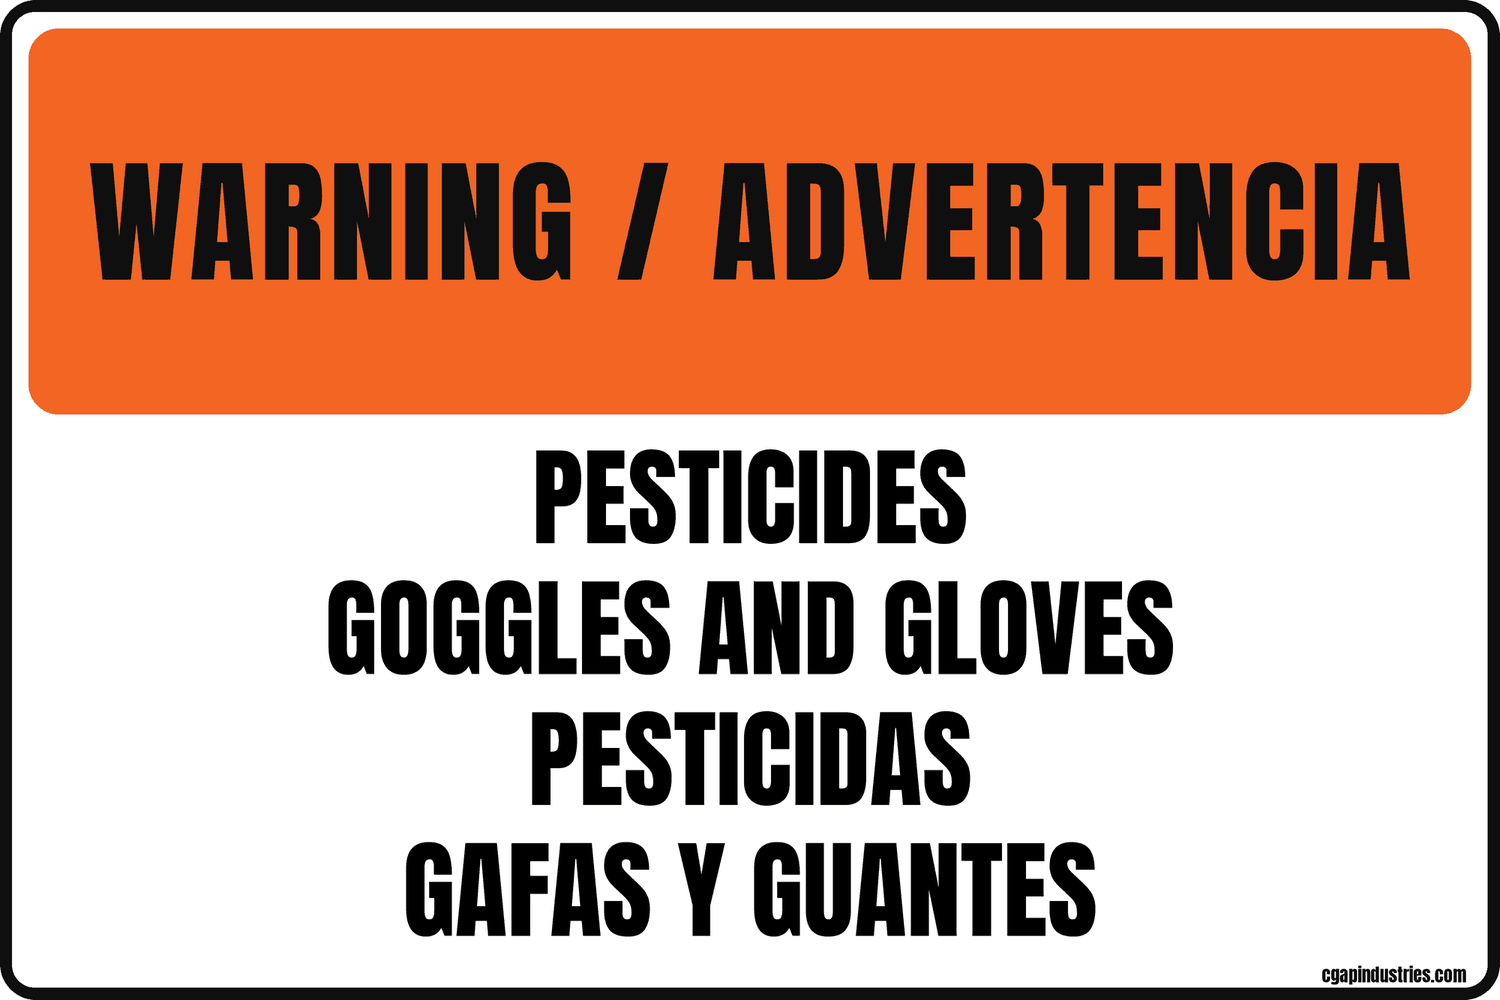 WARNING / ADVERTENCIA
PESTICIDES
GOGGLES AND GLOVES
PESTICIDAS
GAFAS Y GUANTES
cgapindustries.com